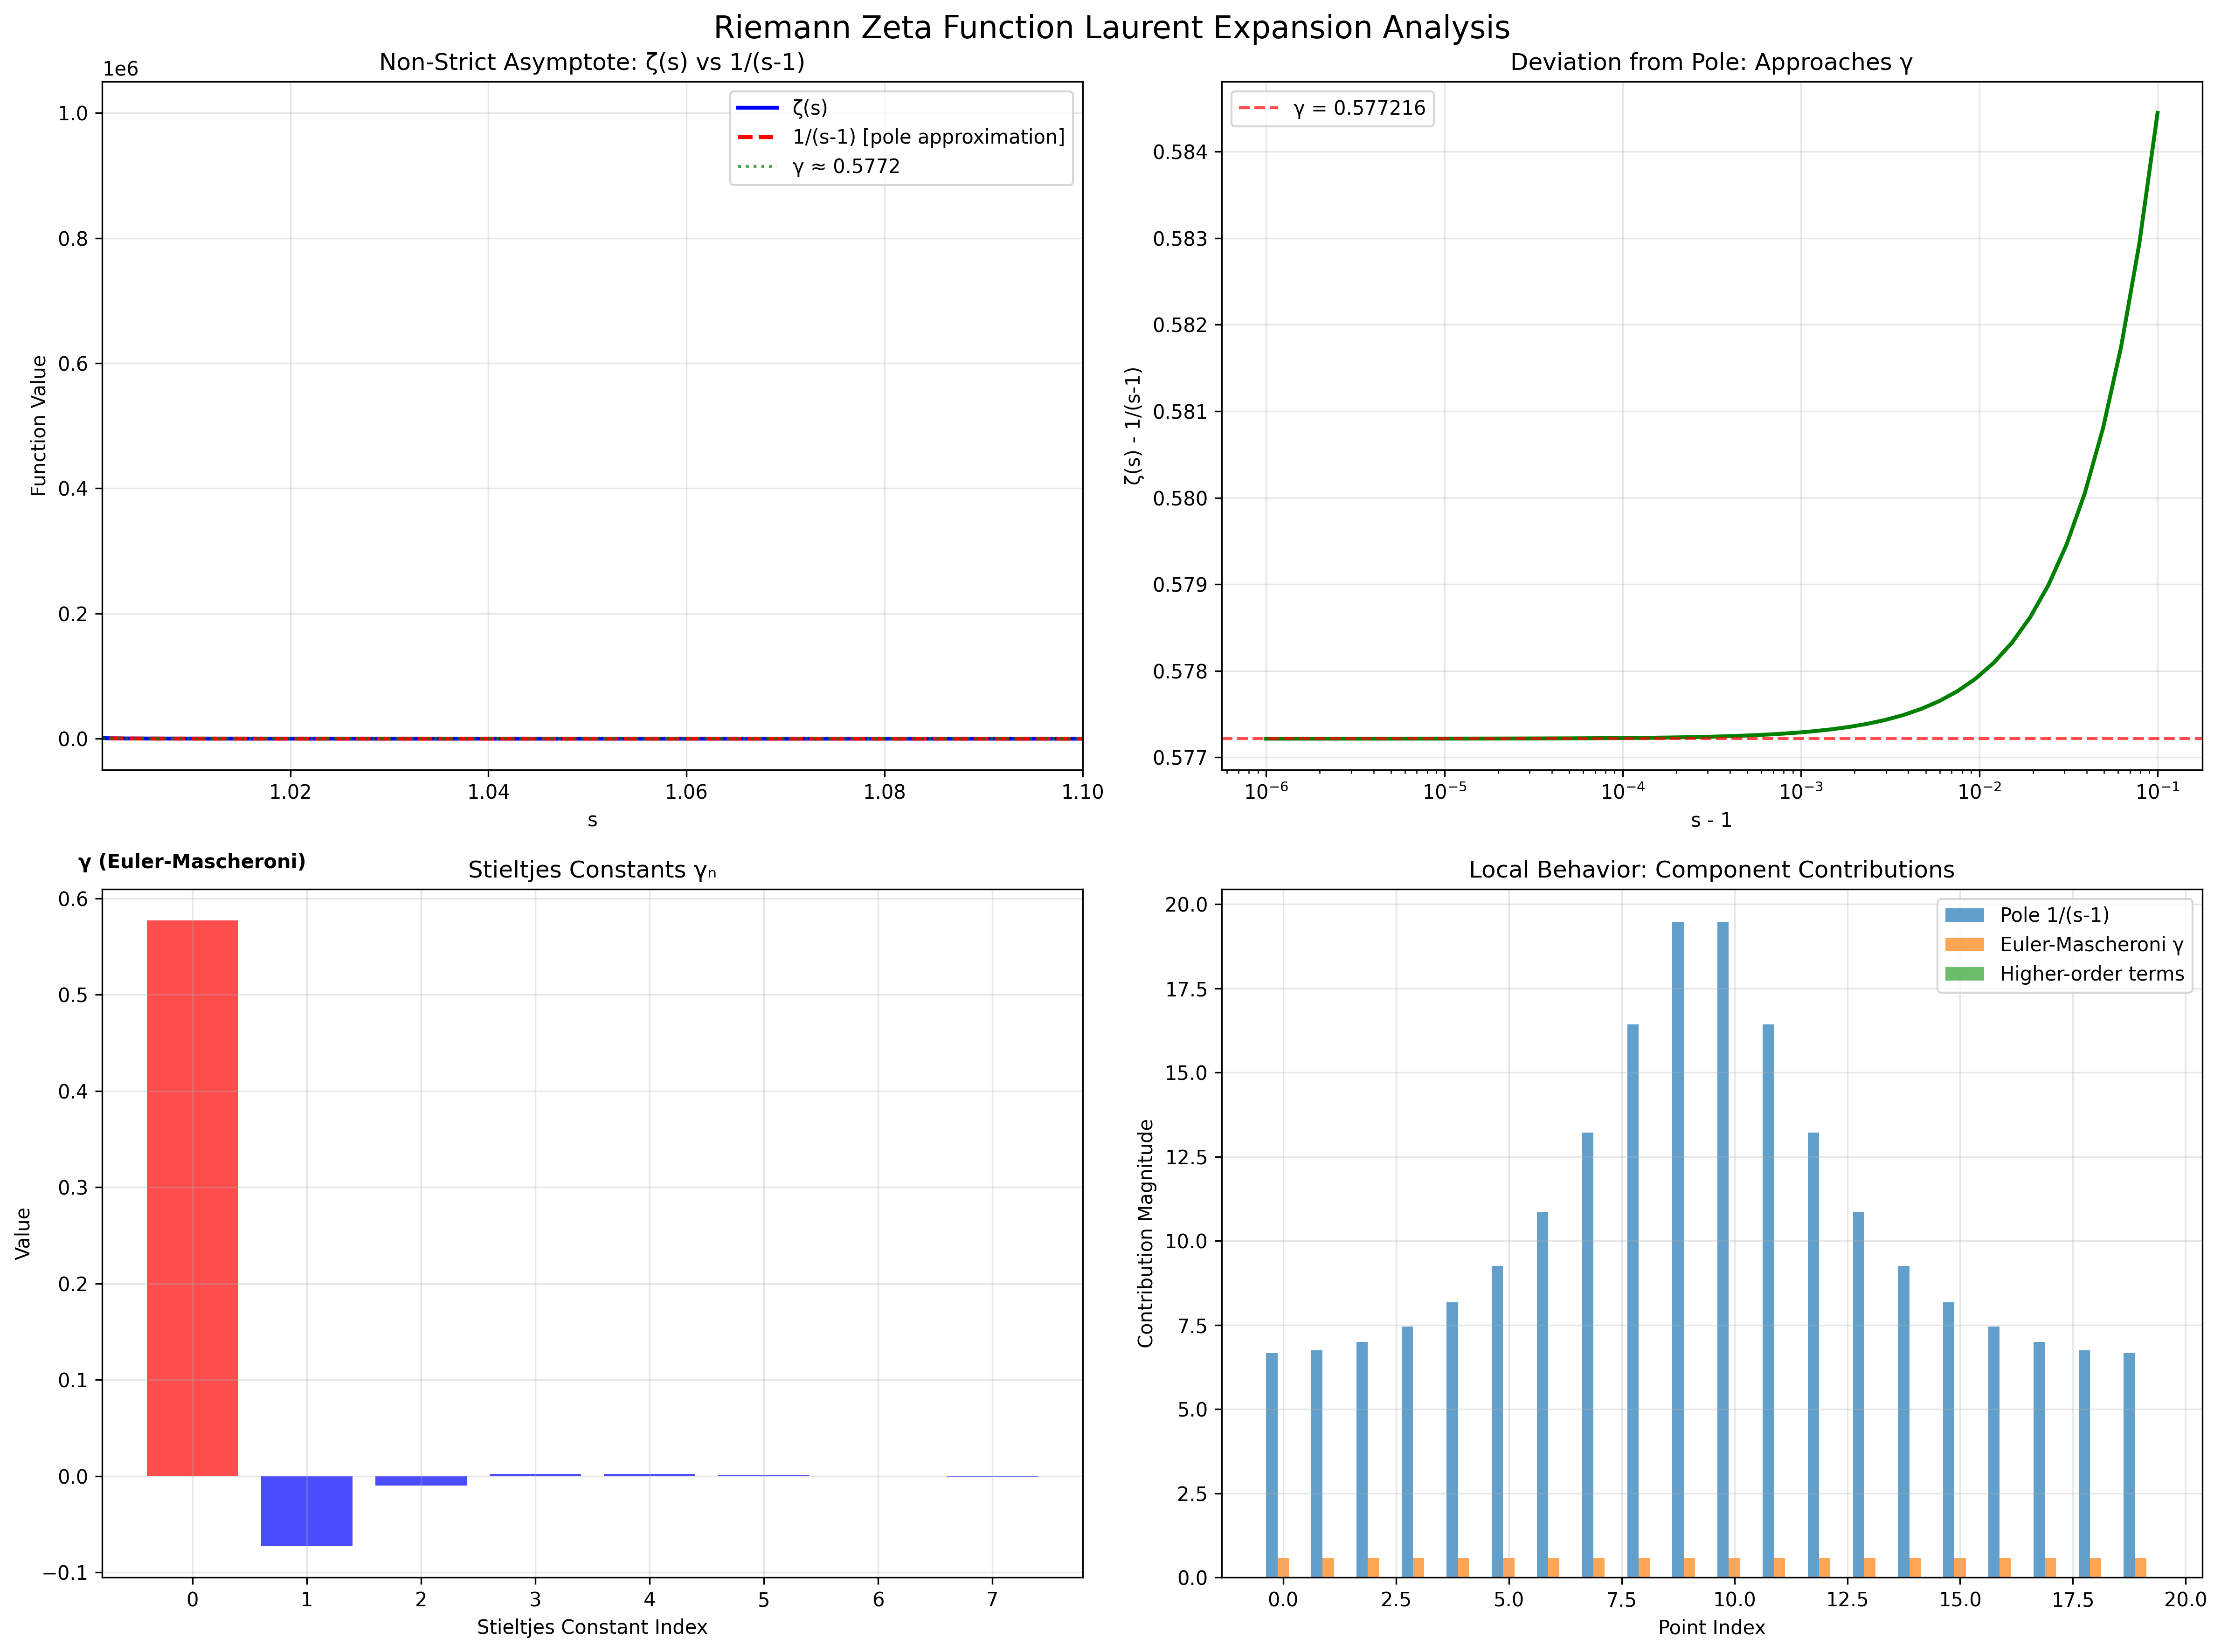 Riemann Zeta Function Laurent Expansion Analysis
Non-Strict Asymptote: ζ(s) vs 1/(s-1)
1e6
1.0
0.8
0.6
0.4
0.2
0.0
Function Value
ζ(s)
1/(s-1) [pole approximation]
γ ≈ 0.5772
1.02 1.04 1.06 1.08 1.10
s
Deviation from Pole: Approaches γ
γ = 0.577216
0.584
0.583
0.582
0.581
0.580
0.579
0.578
0.577
ζ(s) - 1/(s-1)
10⁻⁶ 10⁻⁵ 10⁻⁴ 10⁻³ 10⁻² 10⁻¹
s - 1
γ (Euler-Mascheroni)
Stieltjes Constants γₙ
0.6
0.5
0.4
0.3
0.2
0.1
0.0
−0.1
Value
0 1 2 3 4 5 6 7
Stieltjes Constant Index
Local Behavior: Component Contributions
Pole 1/(s-1)
Euler-Mascheroni γ
Higher-order terms
20.0
17.5
15.0
12.5
10.0
7.5
5.0
2.5
0.0
Contribution Magnitude
0.0 2.5 5.0 7.5 10.0 12.5 15.0 17.5 20.0
Point Index